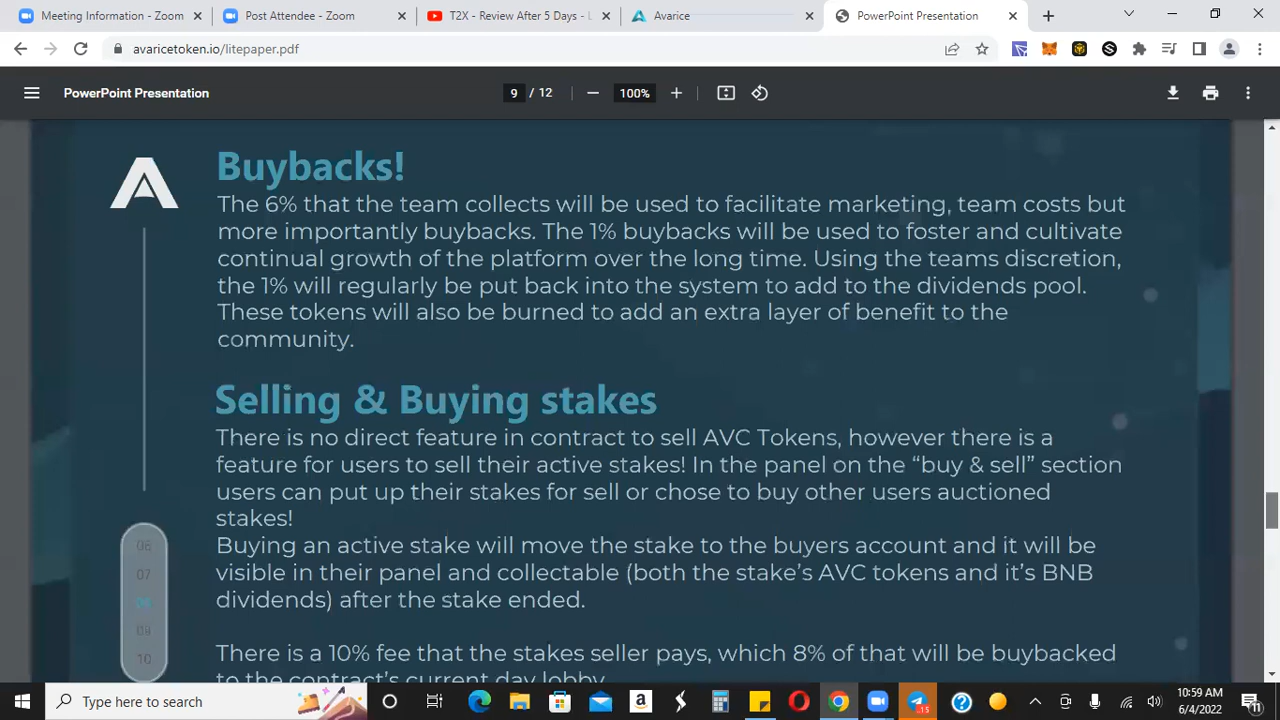 Meeting Information - Zoom
Post Attendee - Zoom
T2X - Review After 5 Days - L
Avarice
PowerPoint Presentation
avaricetoken.io/litepaper.pdf
PowerPoint Presentation
9 / 12
100%
Buybacks!
The 6% that the team collects will be used to facilitate marketing, team costs but
more importantly buybacks. The 1% buybacks will be used to foster and cultivate
continual growth of the platform over the long time. Using the teams discretion,
the 1% will regularly be put back into the system to add to the dividends pool.
These tokens will also be burned to add an extra layer of benefit to the
community.
Selling & Buying stakes
There is no direct feature in contract to sell AVC Tokens, however there is a
feature for users to sell their active stakes! In the panel on the “buy & sell” section
users can put up their stakes for sell or chose to buy other users auctioned
stakes!
Buying an active stake will move the stake to the buyers account and it will be
visible in their panel and collectable (both the stake’s AVC tokens and it’s BNB
dividends) after the stake ended.
There is a 10% fee that the stakes seller pays, which 8% of that will be buybacked
to the contract’s current day lobby
07
10
Type here to search
15
10:59 AM
6/4/2022
11